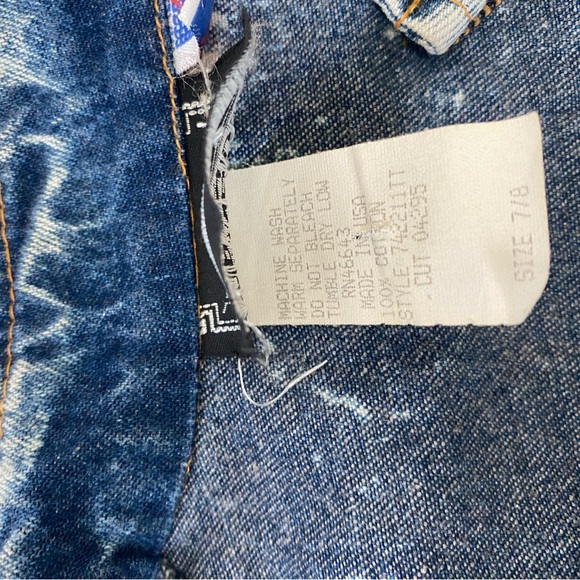 MACHINE WASH
WARM SEPARATELY
DO NOT BLEACH
TUMBLE DRY LOW
RN46643
MADE IN USA
100% COTTON
STYLE 742211TT
CUT 04295
SIZE 7/8